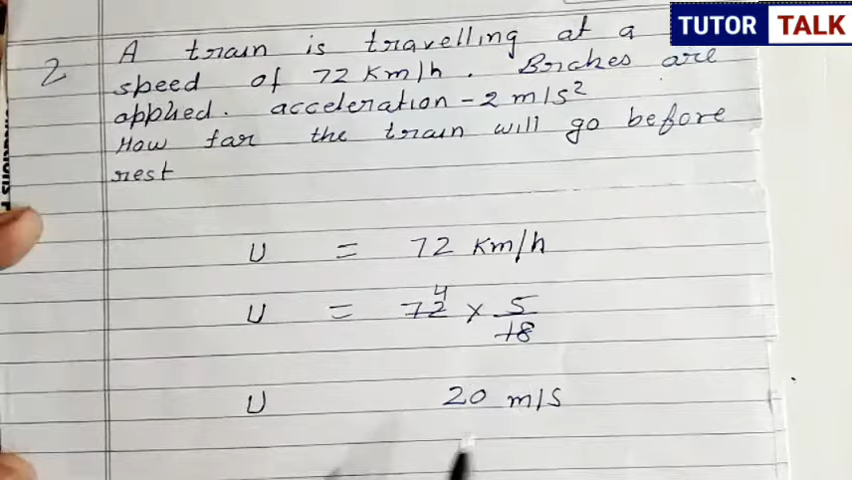 TUTOR TALK
2 A train is travelling at a
speed of 72 Km/h. Brakes are
applied. acceleration - 2 m/s²
How far the train will go before
rest
U = 72 Km/h
U = 72 4 × 5/18
U 20 m/s